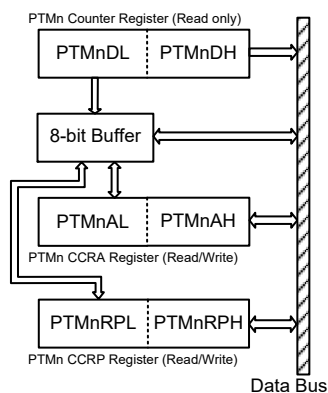 PTMn Counter Register (Read only)
PTMnDL PTMnDH
8-bit Buffer
PTMnAL PTMnAH
PTMn CCRA Register (Read/Write)
PTMnRPL PTMnRPH
PTMn CCRP Register (Read/Write)
Data Bus